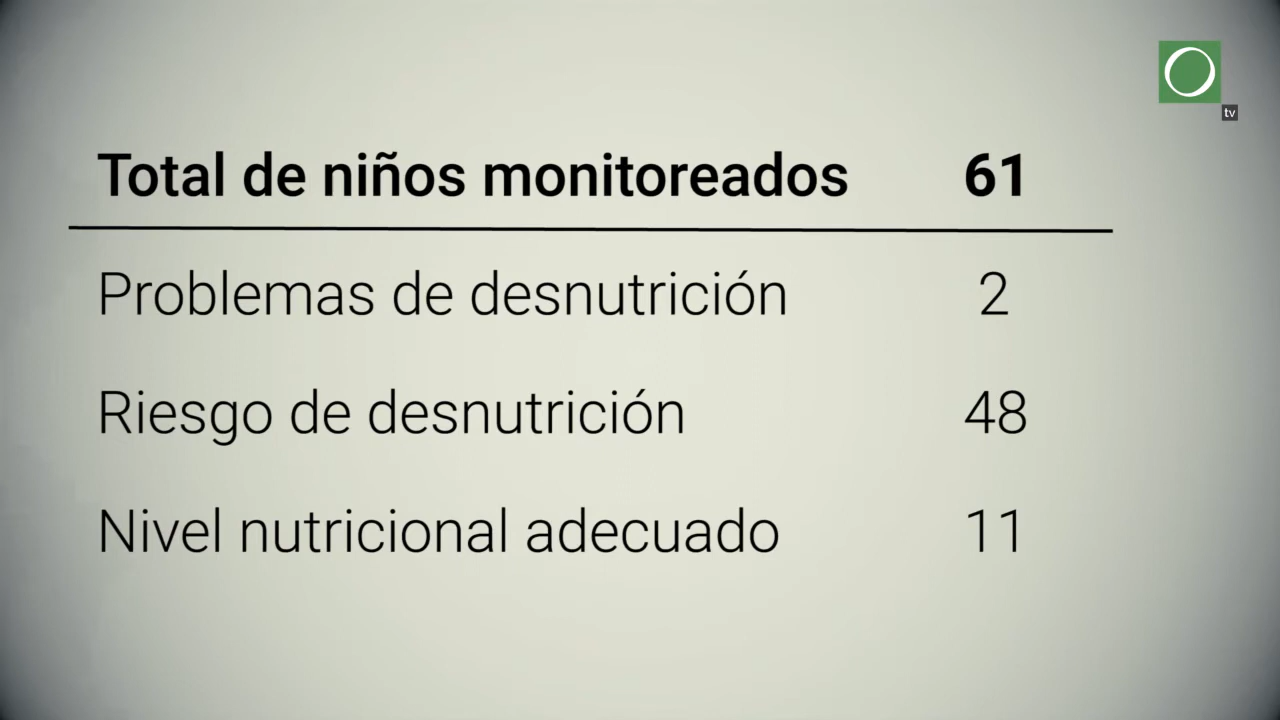 tv
Total de niños monitoreados 61
Problemas de desnutrición 2
Riesgo de desnutrición 48
Nivel nutricional adecuado 11